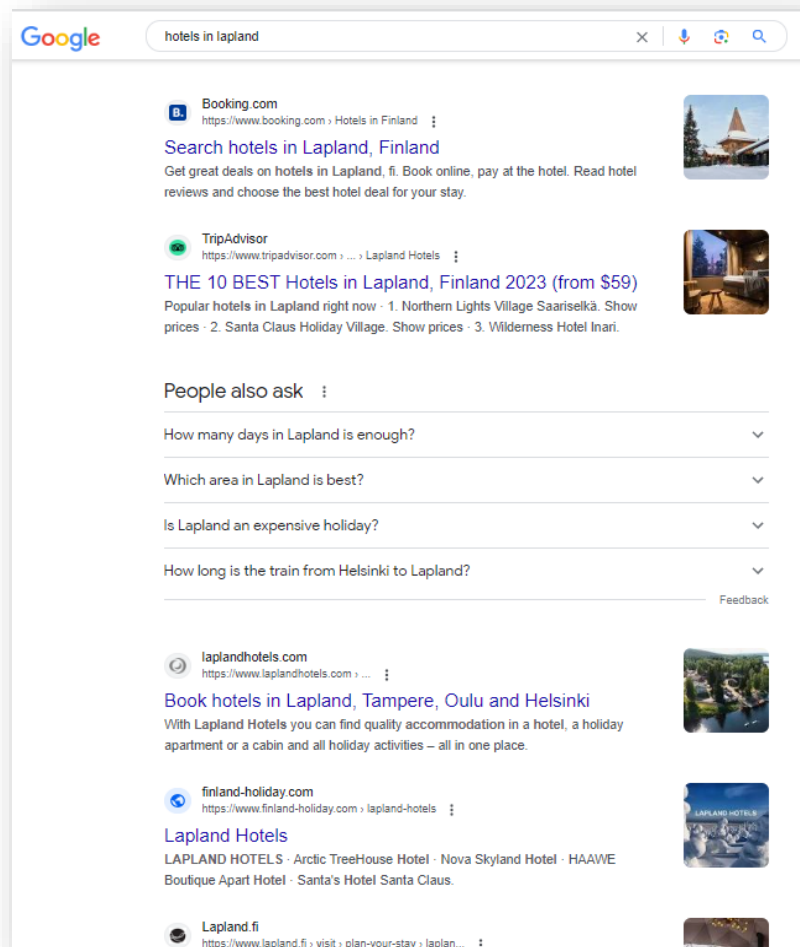 Google
hotels in lapland
B.
Booking.com
https://www.booking.com › Hotels in Finland
Search hotels in Lapland, Finland
Get great deals on hotels in Lapland, fi. Book online, pay at the hotel. Read hotel
reviews and choose the best hotel deal for your stay.
TripAdvisor
https://www.tripadvisor.com › ... › Lapland Hotels
THE 10 BEST Hotels in Lapland, Finland 2023 (from $59)
Popular hotels in Lapland right now · 1. Northern Lights Village Saariselkä. Show
prices · 2. Santa Claus Holiday Village. Show prices · 3. Wilderness Hotel Inari.
People also ask
How many days in Lapland is enough?
Which area in Lapland is best?
Is Lapland an expensive holiday?
How long is the train from Helsinki to Lapland?
Feedback
laplandhotels.com
https://www.laplandhotels.com › ...
Book hotels in Lapland, Tampere, Oulu and Helsinki
With Lapland Hotels you can find quality accommodation in a hotel, a holiday
apartment or a cabin and all holiday activities – all in one place.
finland-holiday.com
https://www.finland-holiday.com › lapland-hotels
Lapland Hotels
LAPLAND HOTELS · Arctic TreeHouse Hotel · Nova Skyland Hotel · HAAWE
Boutique Apart Hotel · Santa's Hotel Santa Claus.
LAPLAND HOTELS
Lapland.fi
https://www.lapland.fi › visit › plan-your-stay › laplan...